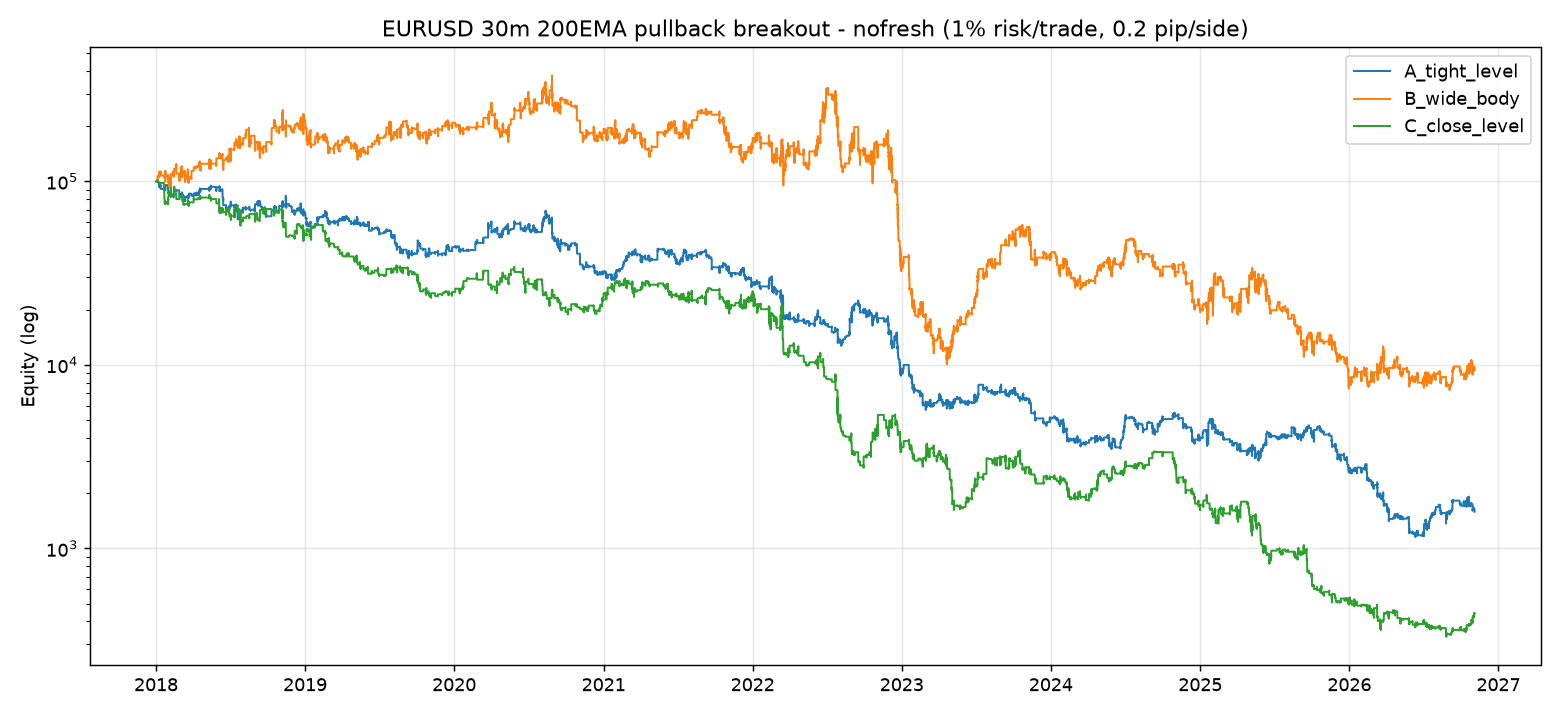 EURUSD 30m 200EMA pullback breakout - nofresh (1% risk/trade, 0.2 pip/side)
A_tight_level
B_wide_body
C_close_level
Equity (log)
10^5
10^4
10^3
2018 2019 2020 2021 2022 2023 2024 2025 2026 2027